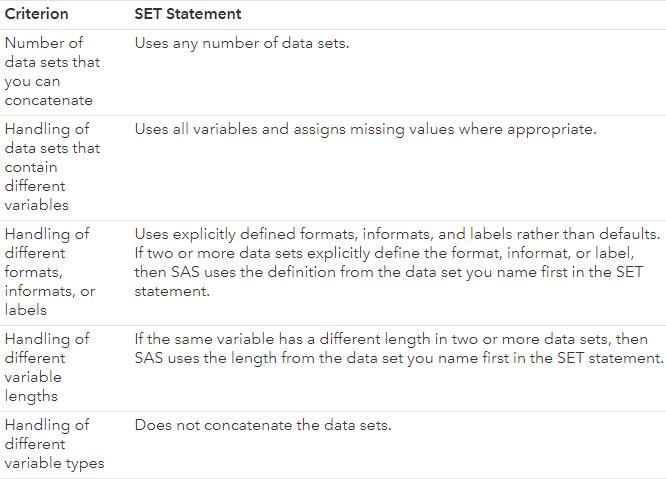 Criterion SET Statement
Number of Uses any number of data sets.
data sets that
you can
concatenate
Handling of Uses all variables and assigns missing values where appropriate.
data sets that
contain
different
variables
Handling of Uses explicitly defined formats, informats, and labels rather than defaults.
different If two or more data sets explicitly define the format, informat, or label,
formats, then SAS uses the definition from the data set you name first in the SET
informats, or statement.
labels
Handling of If the same variable has a different length in two or more data sets, then
different SAS uses the length from the data set you name first in the SET statement.
variable
lengths
Handling of Does not concatenate the data sets.
different
variable types